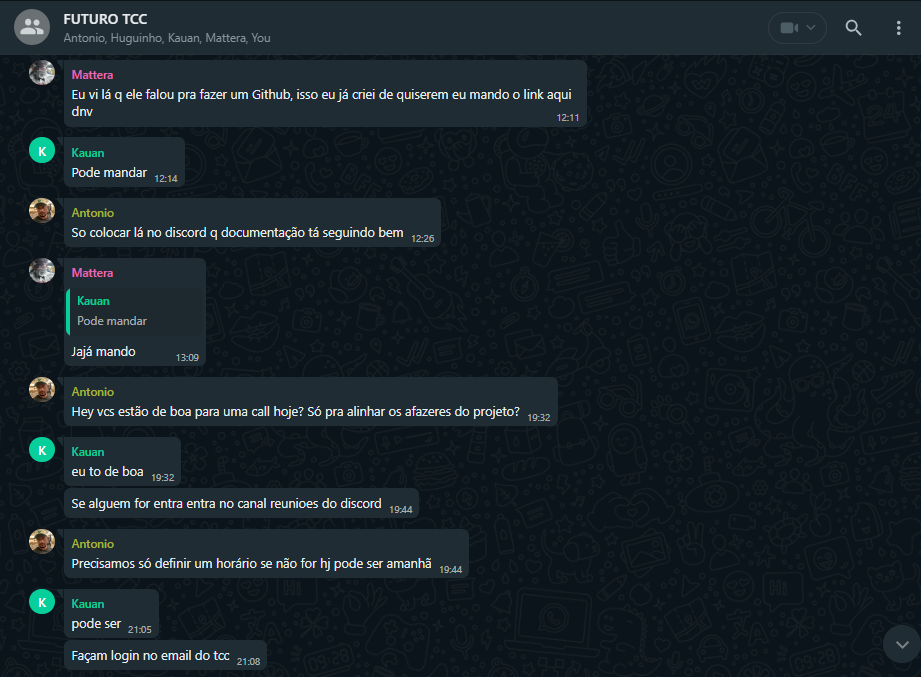 FUTURO TCC
Antonio, Huguinho, Kauan, Mattera, You
Mattera
Eu vi lá q ele falou pra fazer um Github, isso eu já criei de quiserem eu mando o link aqui
dnv
12:11
K
Kauan
Pode mandar 12:14
Antonio
So colocar lá no discord q documentação tá seguindo bem 12:26
Mattera
Kauan
Pode mandar
Jajá mando 13:09
Antonio
Hey vcs estão de boa para uma call hoje? Só pra alinhar os afazeres do projeto? 19:32
K
Kauan
eu to de boa 19:32
Se alguem for entra entra no canal reunioes do discord 19:44
Antonio
Precisamos só definir um horário se não for hj pode ser amanhã 19:44
K
Kauan
pode ser 21:05
Façam login no email do tcc 21:08